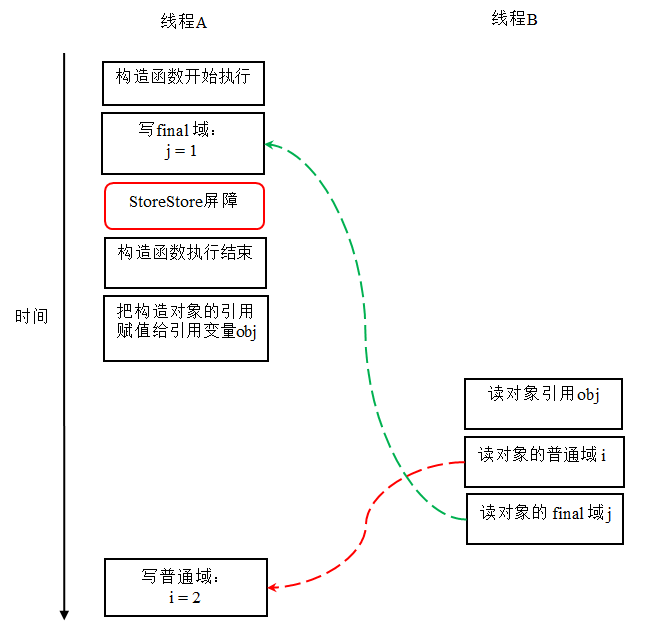 线程A
线程B
构造函数开始执行
写final 域：
j = 1
StoreStore屏障
构造函数执行结束
把构造对象的引用
赋值给引用变量obj
时间
读对象引用obj
读对象的普通域 i
读对象的 final 域j
写普通域：
i = 2